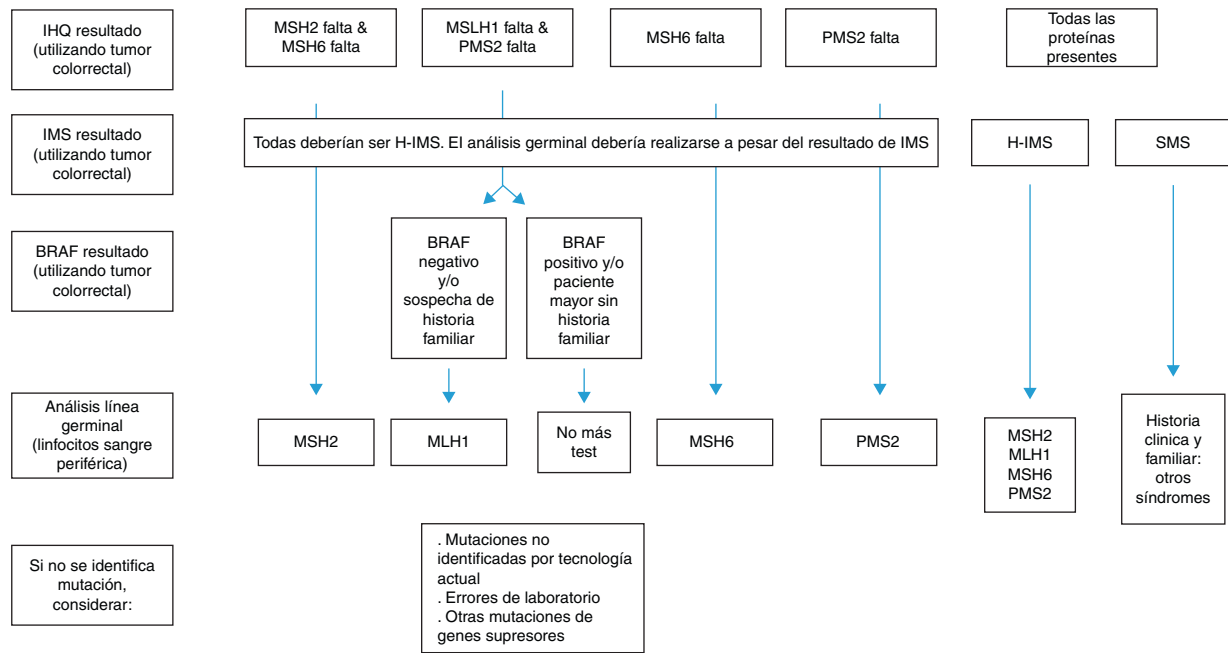 IHQ resultado
(utilizando tumor
colorrectal)
MSH2 falta &
MSH6 falta
MSLH1 falta &
PMS2 falta
MSH6 falta
PMS2 falta
Todas las
proteínas
presentes
IMS resultado
(utilizando tumor
colorrectal)
Todas deberían ser H-IMS. El análisis germinal debería realizarse a pesar del resultado de IMS
H-IMS
SMS
BRAF resultado
(utilizando tumor
colorrectal)
BRAF
negativo
y/o
sospecha de
historia
familiar
BRAF
positivo y/o
paciente
mayor sin
historia
familiar
Análisis línea
germinal
(linfocitos sangre
periférica)
MSH2
MLH1
No más
test
MSH6
PMS2
MSH2
MLH1
MSH6
PMS2
Historia
clinica y
familiar:
otros
síndromes
Si no se identifica
mutación,
considerar:
. Mutaciones no
identificadas por tecnología
actual
. Errores de laboratorio
. Otras mutaciones de
genes supresores